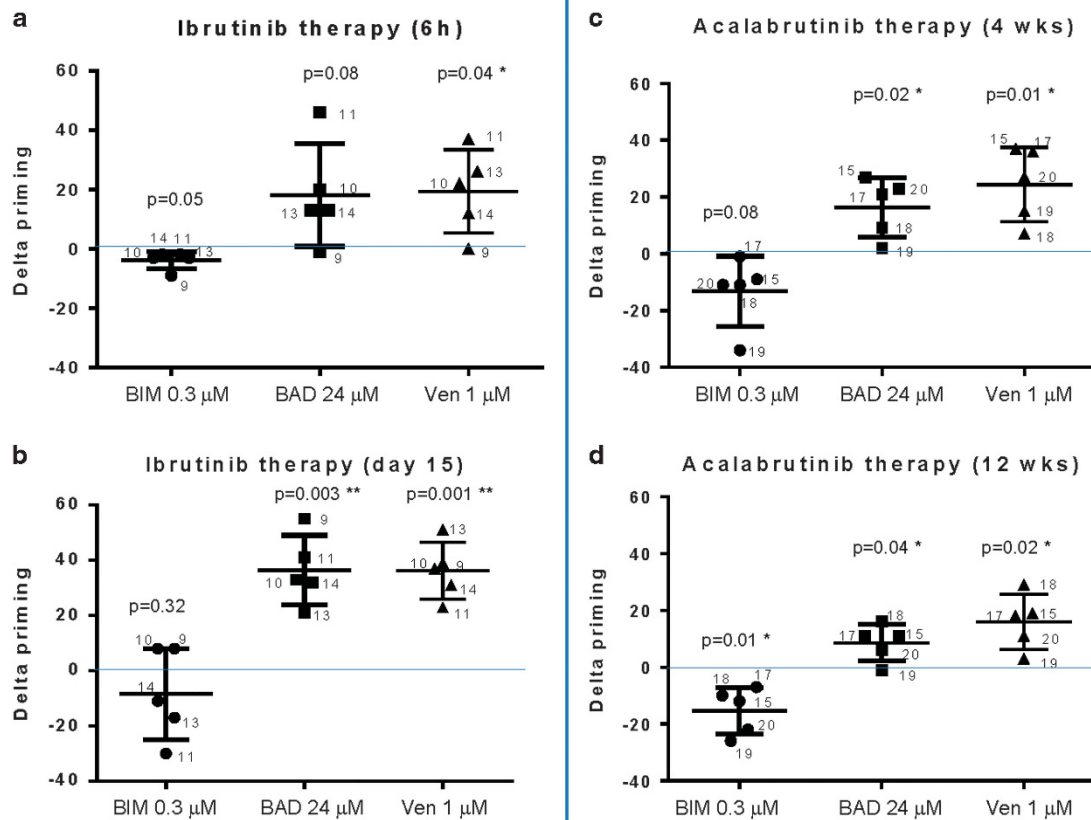 a
Ibrutinib therapy (6h)
60
40
20
0
-20
-40
Delta priming
p=0.05
p=0.08
p=0.04 *
14 11
10
13
9
11
10
13
14
9
11
13
10
14
9
BIM 0.3 μM
BAD 24 μM
Ven 1 μM
b
Ibrutinib therapy (day 15)
60
40
20
0
-20
-40
Delta priming
p=0.32
p=0.003 **
p=0.001 **
10
9
14
13
11
9
11
10
14
13
13
10
9
14
11
BIM 0.3 μM
BAD 24 μM
Ven 1 μM
c
Acalabrutinib therapy (4 wks)
60
40
20
0
-20
-40
Delta priming
p=0.08
p=0.02 *
p=0.01 *
17
20
15
18
19
15
17
20
18
19
15
17
20
19
18
BIM 0.3 μM
BAD 24 μM
Ven 1 μM
d
Acalabrutinib therapy (12 wks)
60
40
20
0
-20
-40
Delta priming
p=0.01 *
p=0.04 *
p=0.02 *
18
17
15
20
19
18
17
15
20
19
18
17
15
20
19
BIM 0.3 μM
BAD 24 μM
Ven 1 μM